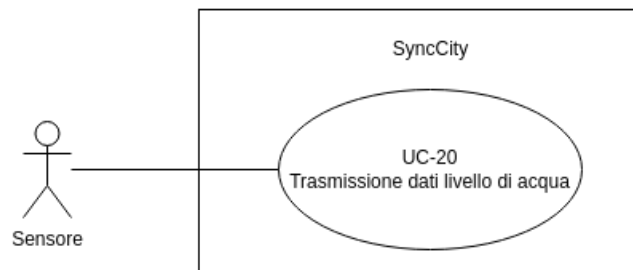 SyncCity
UC-20
Trasmissione dati livello di acqua
Sensore